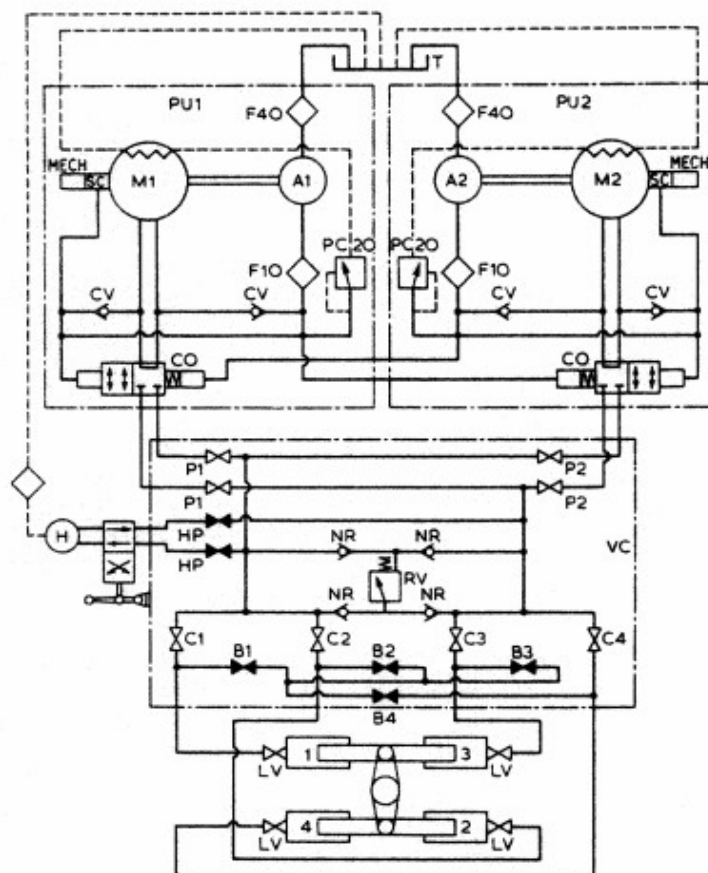 T
PU1 F40 F40 PU2
MECH SC M1 A1 A2 M2 SC MECH
PC20 PC20
F10 F10
CV CV CV CV
CO CO
P1 P2
P1 P2
H HP NR NR VC
HP
NR RV NR
C1 C2 C3 C4
B1 B2 B3
B4
1 3
LV LV
4 2
LV LV